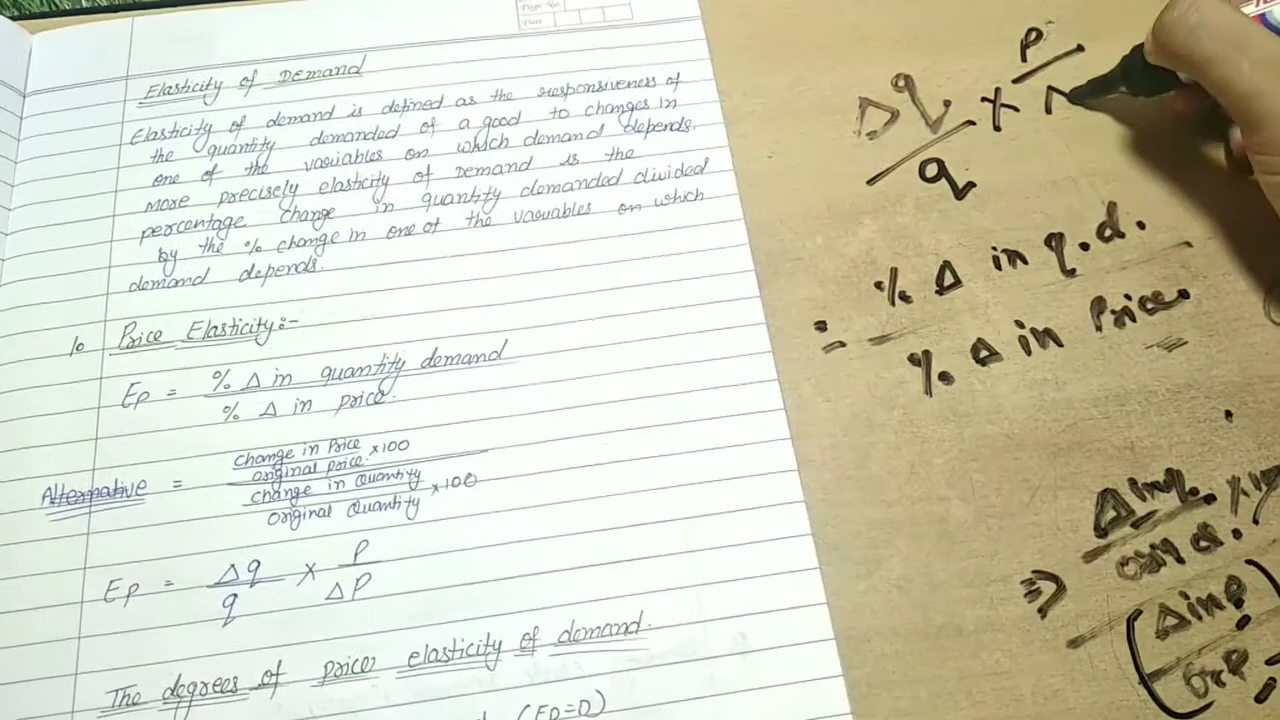 Elasticity of Demand
Elasticity of demand is defined as the responsiveness of
the quantity demanded of a good to changes in
one of the variables on which demand depends.
more precisely elasticity of Demand is the
percentage change in quantity demanded divided
by the % change in one of the variables on which
demand depends.
1. Price Elasticity:-
Ep = % Δ in quantity demand
% Δ in price.
Alternative = change in Price ×100
original price
change in Quantity ×100
original Quantity
Ep = Δq × P
q ΔP
The degrees of price elasticity of demand.
(ED=0)
Δq × P
q
= % Δ in q.d.
% Δ in Price.
⇒ Δ in q.
Δ in P